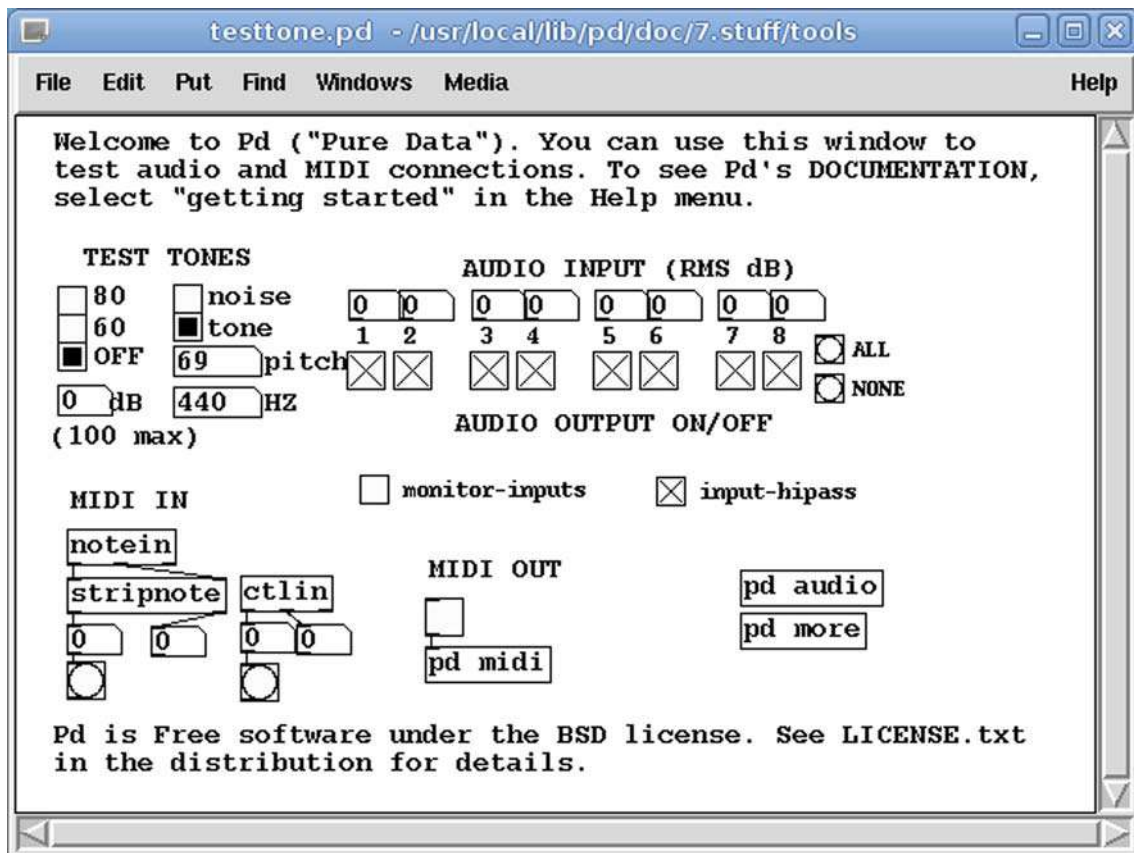 testtone.pd - /usr/local/lib/pd/doc/7.stuff/tools
File Edit Put Find Windows Media Help
Welcome to Pd ("Pure Data"). You can use this window to
test audio and MIDI connections. To see Pd's DOCUMENTATION,
select "getting started" in the Help menu.
TEST TONES
80
60
OFF
noise
tone
69 pitch
0 dB
440 HZ
(100 max)
AUDIO INPUT (RMS dB)
0 0 0 0 0 0 0 0
1 2 3 4 5 6 7 8
ALL
NONE
AUDIO OUTPUT ON/OFF
monitor-inputs
input-hipass
MIDI IN
notein
stripnote
0 0
ctlin
0 0
MIDI OUT
pd midi
pd audio
pd more
Pd is Free software under the BSD license. See LICENSE.txt
in the distribution for details.